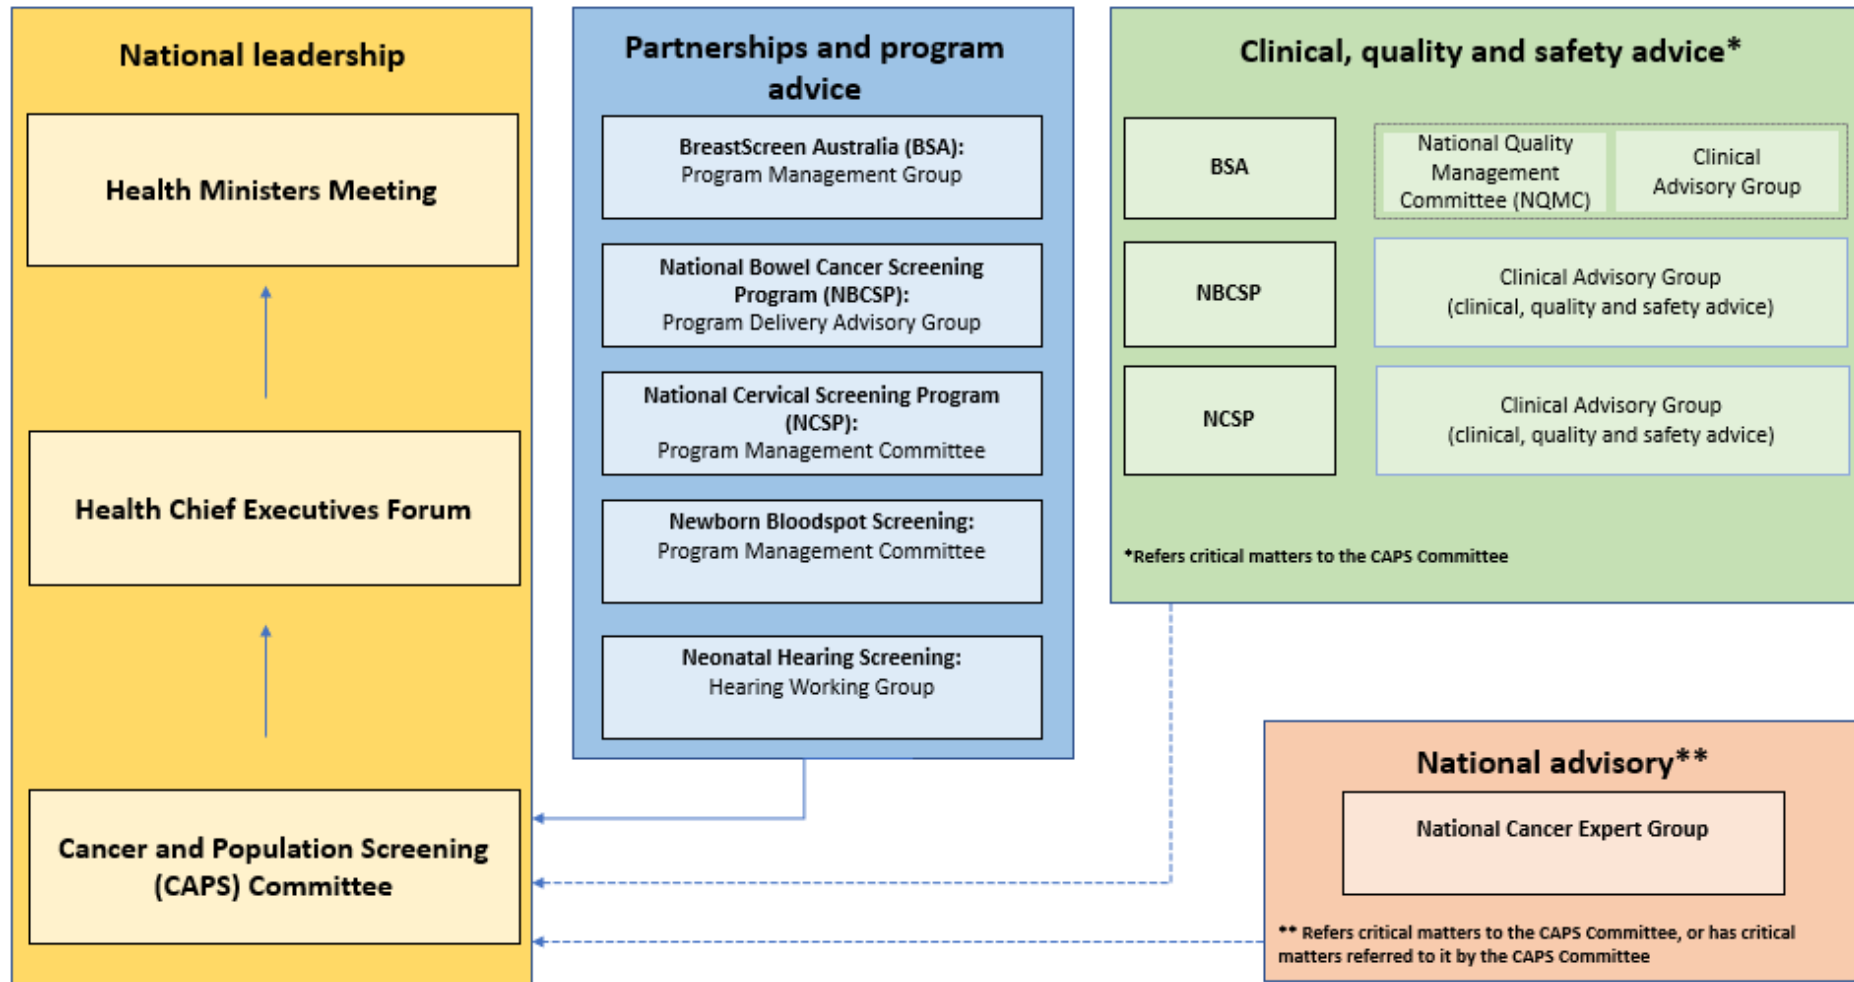 National leadership
Health Ministers Meeting
Health Chief Executives Forum
Cancer and Population Screening
(CAPS) Committee
Partnerships and program
advice
BreastScreen Australia (BSA):
Program Management Group
National Bowel Cancer Screening
Program (NBCSP):
Program Delivery Advisory Group
National Cervical Screening Program
(NCSP):
Program Management Committee
Newborn Bloodspot Screening:
Program Management Committee
Neonatal Hearing Screening:
Hearing Working Group
Clinical, quality and safety advice*
BSA
National Quality
Management
Committee (NQMC)
Clinical
Advisory Group
NBCSP
Clinical Advisory Group
(clinical, quality and safety advice)
NCSP
Clinical Advisory Group
(clinical, quality and safety advice)
*Refers critical matters to the CAPS Committee
National advisory**
National Cancer Expert Group
** Refers critical matters to the CAPS Committee, or has critical
matters referred to it by the CAPS Committee